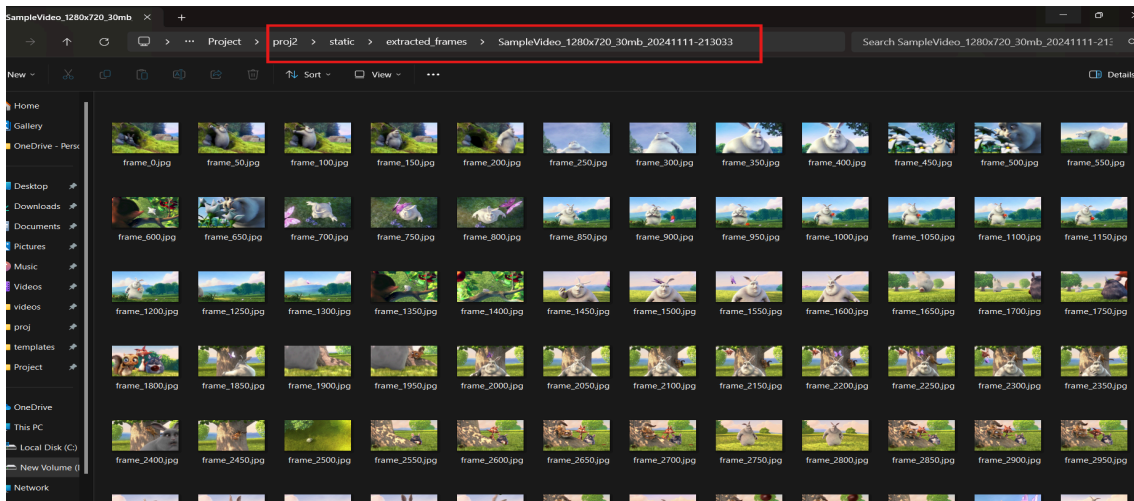 SampleVideo_1280x720_30mb
Project > proj2 > static > extracted_frames > SampleVideo_1280x720_30mb_20241111-213033
Search SampleVideo_1280x720_30mb_20241111-213
New
Sort
View
Details
Home
Gallery
OneDrive - Perso
Desktop
Downloads
Documents
Pictures
Music
Videos
videos
proj
templates
Project
OneDrive
This PC
Local Disk (C:)
New Volume (
Network
frame_0.jpg frame_50.jpg frame_100.jpg frame_150.jpg frame_200.jpg frame_250.jpg frame_300.jpg frame_350.jpg frame_400.jpg frame_450.jpg frame_500.jpg frame_550.jpg
frame_600.jpg frame_650.jpg frame_700.jpg frame_750.jpg frame_800.jpg frame_850.jpg frame_900.jpg frame_950.jpg frame_1000.jpg frame_1050.jpg frame_1100.jpg frame_1150.jpg
frame_1200.jpg frame_1250.jpg frame_1300.jpg frame_1350.jpg frame_1400.jpg frame_1450.jpg frame_1500.jpg frame_1550.jpg frame_1600.jpg frame_1650.jpg frame_1700.jpg frame_1750.jpg
frame_1800.jpg frame_1850.jpg frame_1900.jpg frame_1950.jpg frame_2000.jpg frame_2050.jpg frame_2100.jpg frame_2150.jpg frame_2200.jpg frame_2250.jpg frame_2300.jpg frame_2350.jpg
frame_2400.jpg frame_2450.jpg frame_2500.jpg frame_2550.jpg frame_2600.jpg frame_2650.jpg frame_2700.jpg frame_2750.jpg frame_2800.jpg frame_2850.jpg frame_2900.jpg frame_2950.jpg